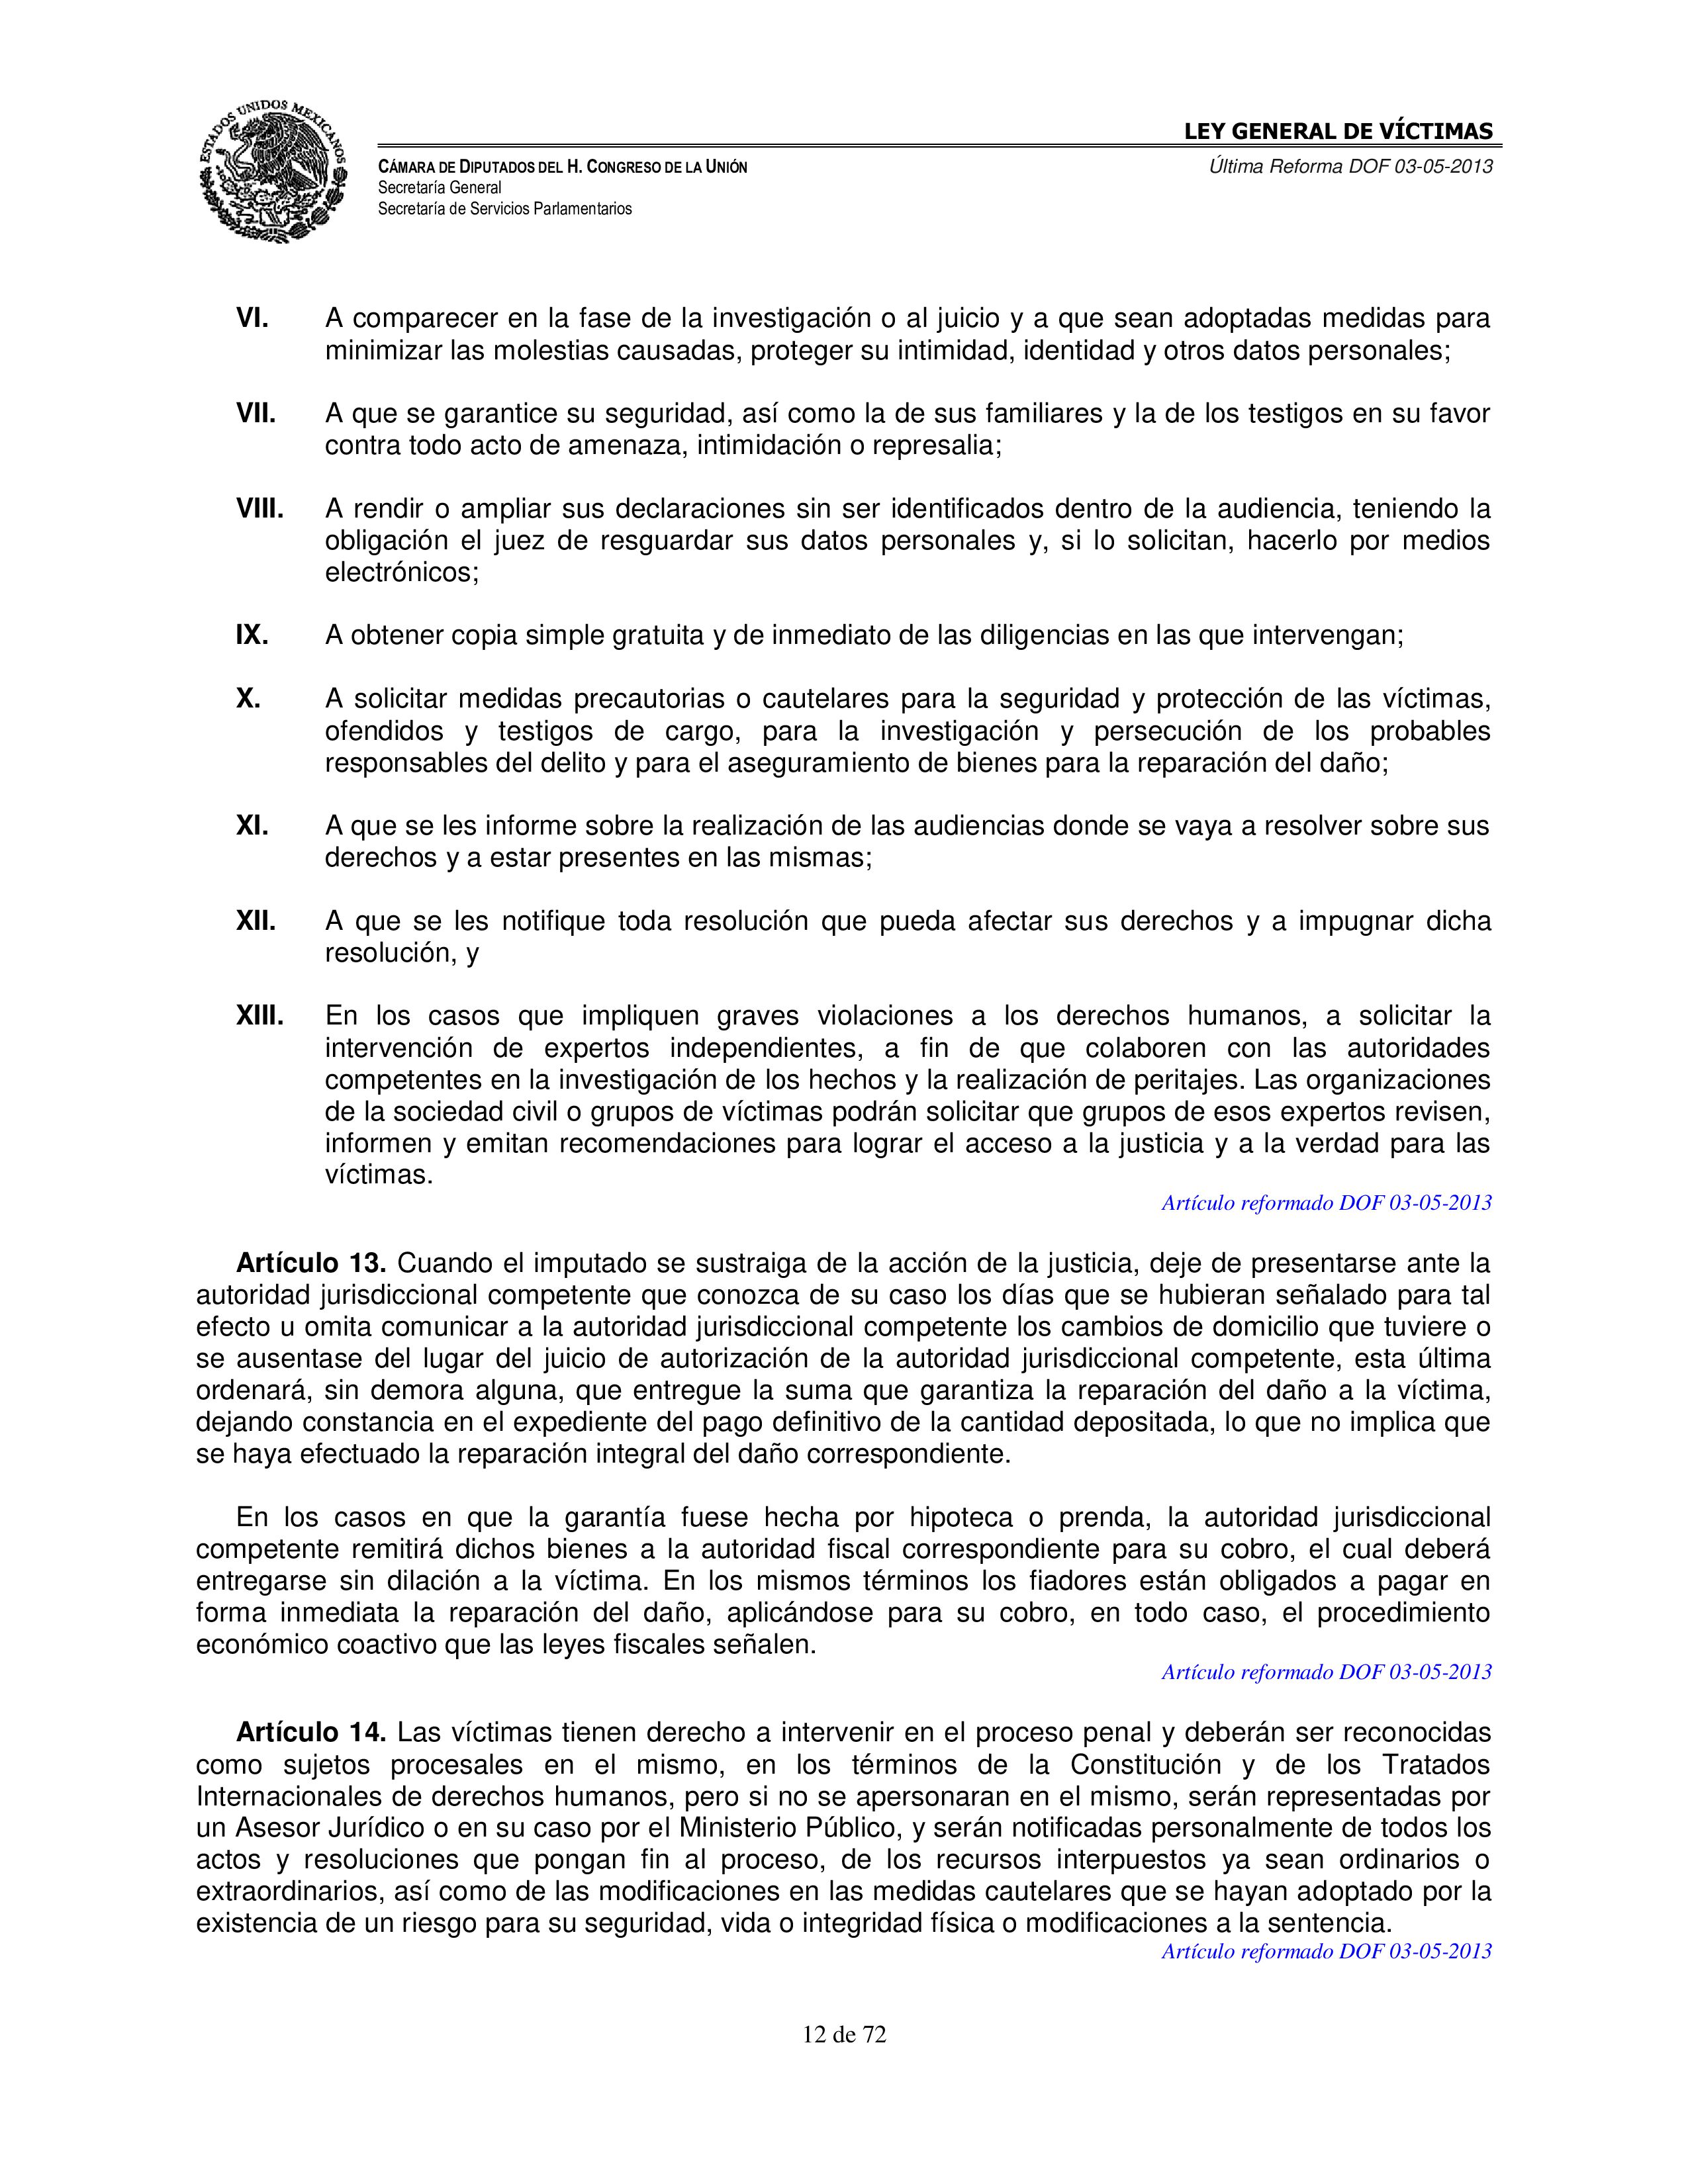 ESTADOS UNIDOS MEXICANOS
LEY GENERAL DE VÍCTIMAS
CÁMARA DE DIPUTADOS DEL H. CONGRESO DE LA UNIÓN
Última Reforma DOF 03-05-2013
Secretaría General
Secretaría de Servicios Parlamentarios
VI. A comparecer en la fase de la investigación o al juicio y a que sean adoptadas medidas para
minimizar las molestias causadas, proteger su intimidad, identidad y otros datos personales;
VII. A que se garantice su seguridad, así como la de sus familiares y la de los testigos en su favor
contra todo acto de amenaza, intimidación o represalia;
VIII. A rendir o ampliar sus declaraciones sin ser identificados dentro de la audiencia, teniendo la
obligación el juez de resguardar sus datos personales y, si lo solicitan, hacerlo por medios
electrónicos;
IX. A obtener copia simple gratuita y de inmediato de las diligencias en las que intervengan;
X. A solicitar medidas precautorias o cautelares para la seguridad y protección de las víctimas,
ofendidos y testigos de cargo, para la investigación y persecución de los probables
responsables del delito y para el aseguramiento de bienes para la reparación del daño;
XI. A que se les informe sobre la realización de las audiencias donde se vaya a resolver sobre sus
derechos y a estar presentes en las mismas;
XII. A que se les notifique toda resolución que pueda afectar sus derechos y a impugnar dicha
resolución, y
XIII. En los casos que impliquen graves violaciones a los derechos humanos, a solicitar la
intervención de expertos independientes, a fin de que colaboren con las autoridades
competentes en la investigación de los hechos y la realización de peritajes. Las organizaciones
de la sociedad civil o grupos de víctimas podrán solicitar que grupos de esos expertos revisen,
informen y emitan recomendaciones para lograr el acceso a la justicia y a la verdad para las
víctimas.
Artículo reformado DOF 03-05-2013
Artículo 13. Cuando el imputado se sustraiga de la acción de la justicia, deje de presentarse ante la
autoridad jurisdiccional competente que conozca de su caso los días que se hubieran señalado para tal
efecto u omita comunicar a la autoridad jurisdiccional competente los cambios de domicilio que tuviere o
se ausentase del lugar del juicio de autorización de la autoridad jurisdiccional competente, esta última
ordenará, sin demora alguna, que entregue la suma que garantiza la reparación del daño a la víctima,
dejando constancia en el expediente del pago definitivo de la cantidad depositada, lo que no implica que
se haya efectuado la reparación integral del daño correspondiente.
En los casos en que la garantía fuese hecha por hipoteca o prenda, la autoridad jurisdiccional
competente remitirá dichos bienes a la autoridad fiscal correspondiente para su cobro, el cual deberá
entregarse sin dilación a la víctima. En los mismos términos los fiadores están obligados a pagar en
forma inmediata la reparación del daño, aplicándose para su cobro, en todo caso, el procedimiento
económico coactivo que las leyes fiscales señalen.
Artículo reformado DOF 03-05-2013
Artículo 14. Las víctimas tienen derecho a intervenir en el proceso penal y deberán ser reconocidas
como sujetos procesales en el mismo, en los términos de la Constitución y de los Tratados
Internacionales de derechos humanos, pero si no se apersonaran en el mismo, serán representadas por
un Asesor Jurídico o en su caso por el Ministerio Público, y serán notificadas personalmente de todos los
actos y resoluciones que pongan fin al proceso, de los recursos interpuestos ya sean ordinarios o
extraordinarios, así como de las modificaciones en las medidas cautelares que se hayan adoptado por la
existencia de un riesgo para su seguridad, vida o integridad física o modificaciones a la sentencia.
Artículo reformado DOF 03-05-2013
12 de 72